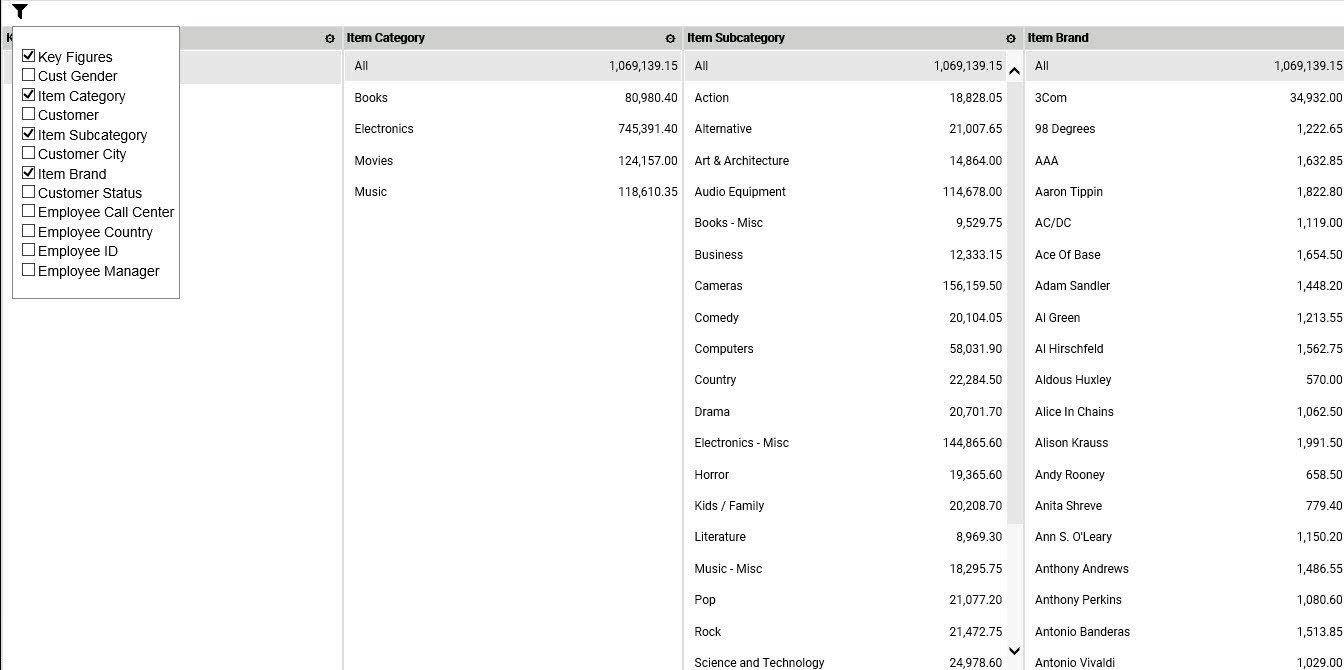 K
Item Category
Item Subcategory
Item Brand
Key Figures
Cust Gender
Item Category
Customer
Item Subcategory
Customer City
Item Brand
Customer Status
Employee Call Center
Employee Country
Employee ID
Employee Manager
All 1,069,139.15
Books 80,980.40
Electronics 745,391.40
Movies 124,157.00
Music 118,610.35
All 1,069,139.15
Action 18,828.05
Alternative 21,007.65
Art & Architecture 14,864.00
Audio Equipment 114,678.00
Books - Misc 9,529.75
Business 12,333.15
Cameras 156,159.50
Comedy 20,104.05
Computers 58,031.90
Country 22,284.50
Drama 20,701.70
Electronics - Misc 144,865.60
Horror 19,365.60
Kids / Family 20,208.70
Literature 8,969.30
Music - Misc 18,295.75
Pop 21,077.20
Rock 21,472.75
Science and Technology 24,978.60
All 1,069,139.15
3Com 34,932.00
98 Degrees 1,222.65
AAA 1,632.85
Aaron Tippin 1,822.80
AC/DC 1,119.00
Ace Of Base 1,654.50
Adam Sandler 1,448.20
Al Green 1,213.55
Al Hirschfeld 1,562.75
Aldous Huxley 570.00
Alice In Chains 1,062.50
Alison Krauss 1,991.50
Andy Rooney 658.50
Anita Shreve 779.40
Ann S. O'Leary 1,150.20
Anthony Andrews 1,486.55
Anthony Perkins 1,080.60
Antonio Banderas 1,513.85
Antonio Vivaldi 1,029.00